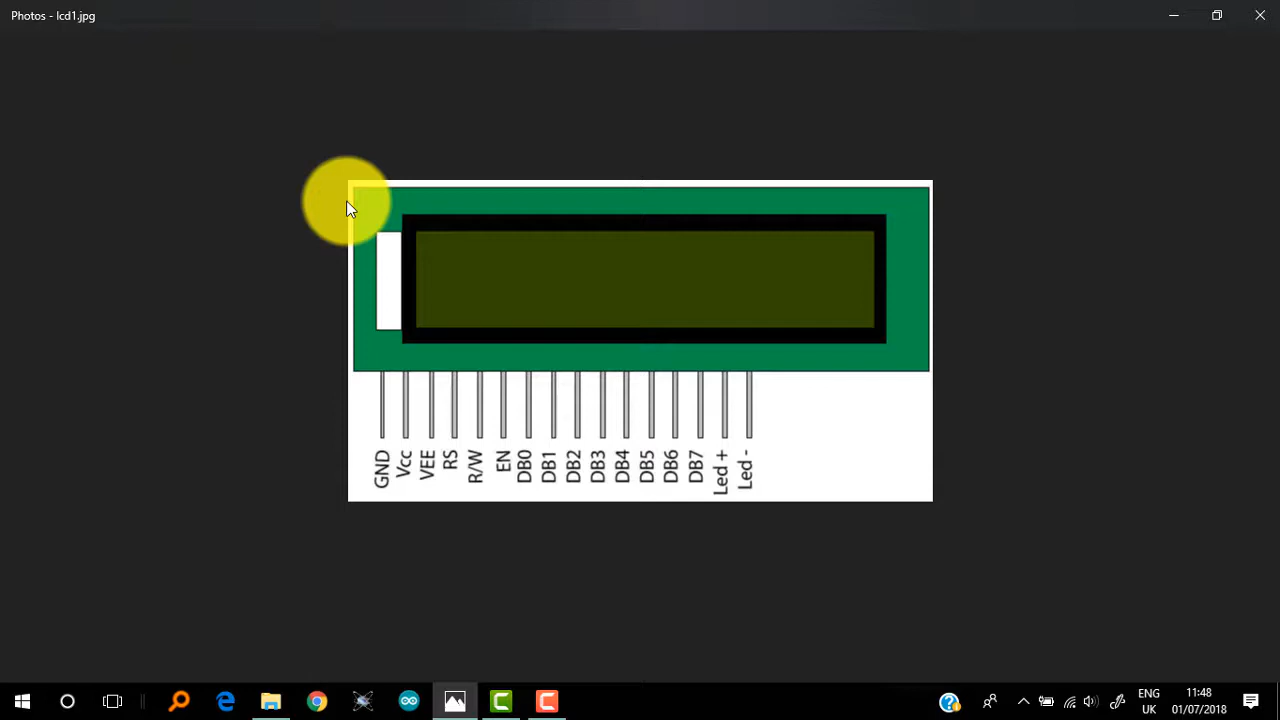 Photos - lcd1.jpg
GND
Vcc
VEE
RS
R/W
EN
DB0
DB1
DB2
DB3
DB4
DB5
DB6
DB7
Led +
Led -
ENG
UK
11:48
01/07/2018